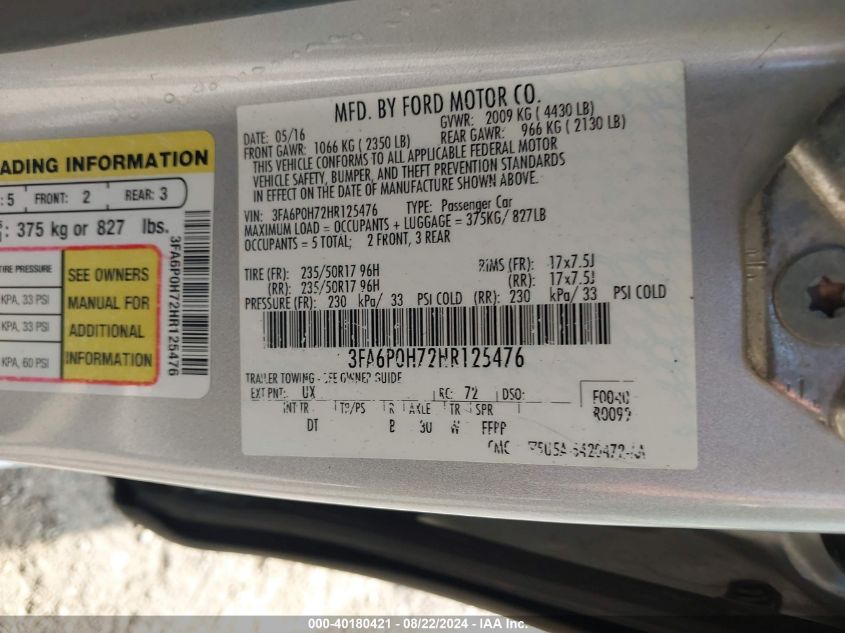 MFD. BY FORD MOTOR CO.
DATE: 05/16 GVWR: 2009 KG ( 4430 LB)
FRONT GAWR: 1066 KG ( 2350 LB) REAR GAWR: 966 KG ( 2130 LB)
THIS VEHICLE CONFORMS TO ALL APPLICABLE FEDERAL MOTOR
VEHICLE SAFETY, BUMPER, AND THEFT PREVENTION STANDARDS
IN EFFECT ON THE DATE OF MANUFACTURE SHOWN ABOVE.
VIN: 3FA6P0H72HR125476 TYPE: Passenger Car
MAXIMUM LOAD = OCCUPANTS + LUGGAGE = 375KG/ 827LB
OCCUPANTS = 5 TOTAL; 2 FRONT, 3 REAR
TIRE (FR): 235/50R17 96H RIMS (FR): 17x7.5J
(RR): 235/50R17 96H (RR): 17x7.5J
PRESSURE (FR): 230 kPa/ 33 PSI COLD (RR): 230 kPa/ 33 PSI COLD
3FA6P0H72HR125476
TRAILER TOWING - SEE OWNER GUIDE
EXT PNT: UX RC: 72 DSO:
INT TR TP/PS R AXLE TR SPR
DT W
ADING INFORMATION
: 5 FRONT: 2 REAR: 3
: 375 kg or 827 lbs.
TIRE PRESSURE
KPA, 33 PSI
KPA, 33 PSI
KPA, 60 PSI
SEE OWNERS
MANUAL FOR
ADDITIONAL
INFORMATION
3FA6P0H72HR125476
000-40180421 - 08/22/2024 - IAA Inc.